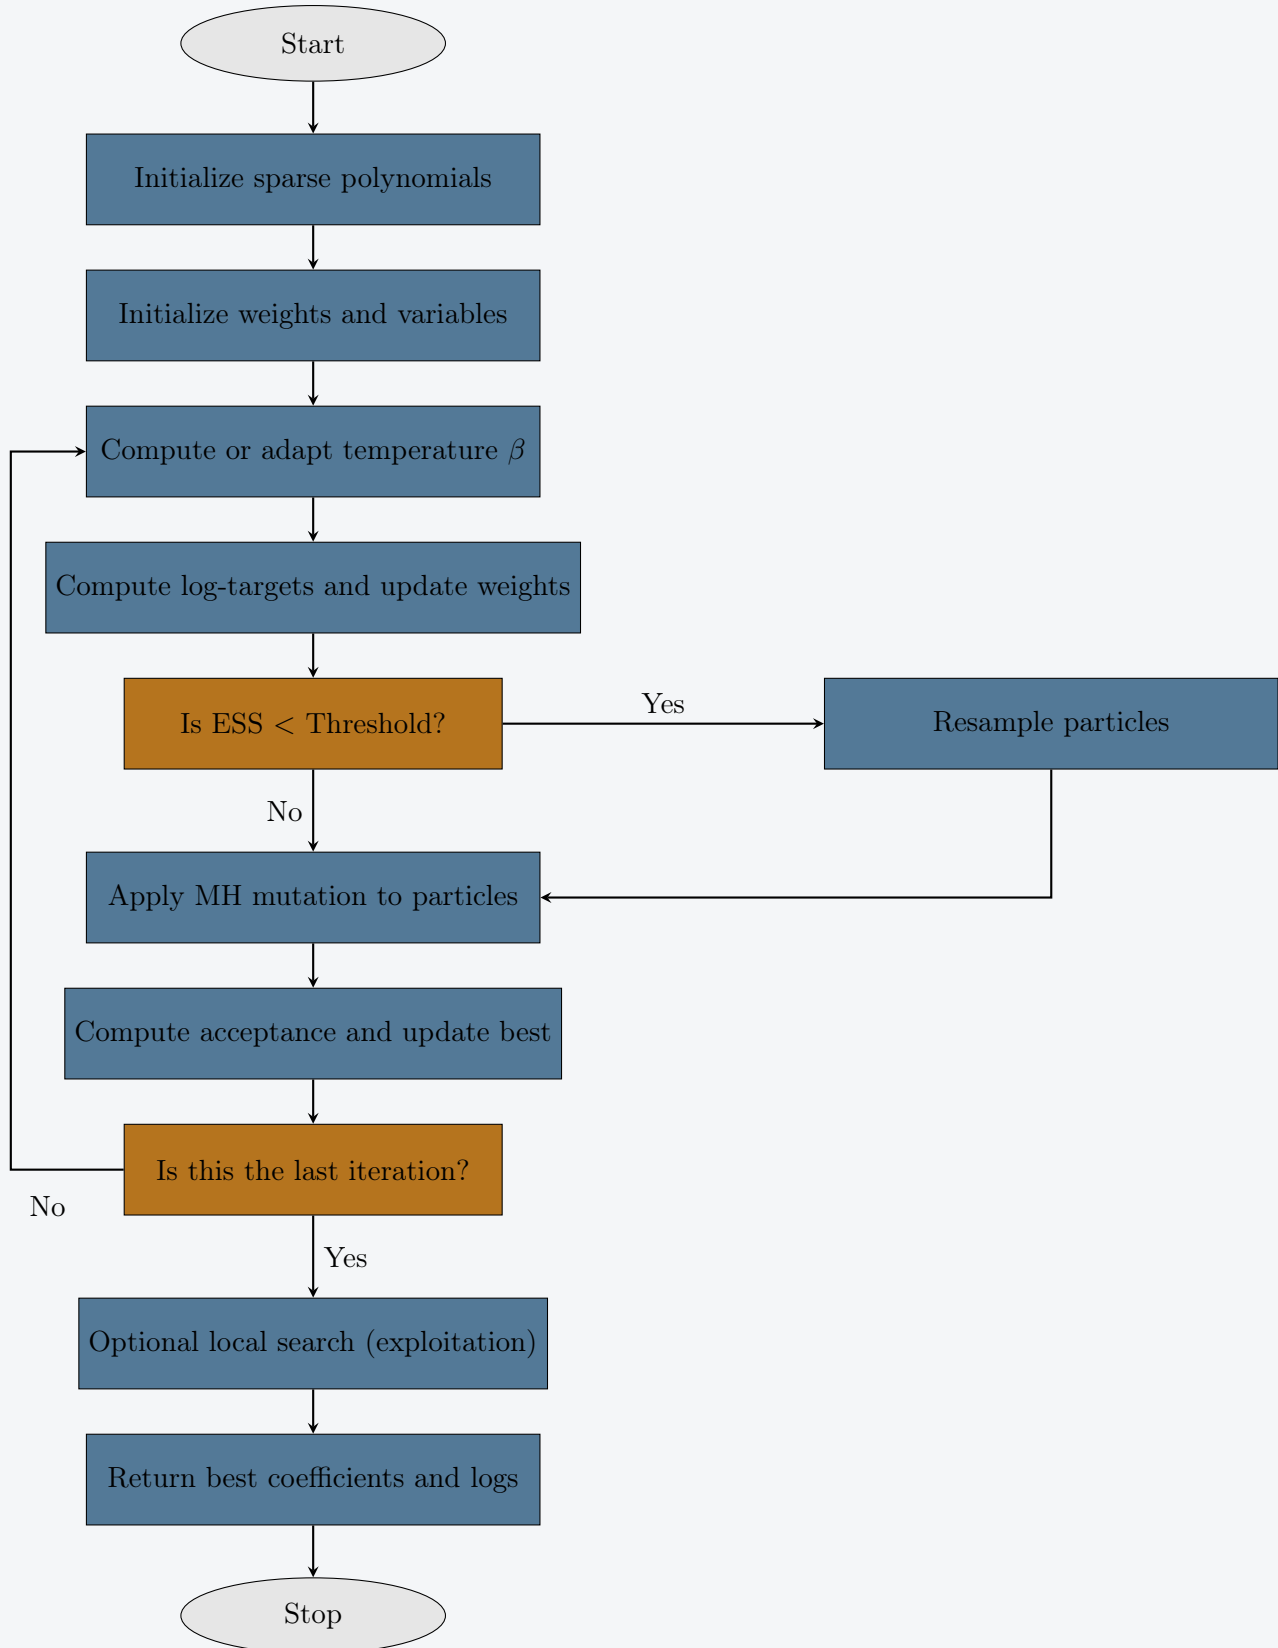 Start
Initialize sparse polynomials
Initialize weights and variables
Compute or adapt temperature β
Compute log-targets and update weights
Is ESS < Threshold?
Yes
Resample particles
No
Apply MH mutation to particles
Compute acceptance and update best
Is this the last iteration?
No
Yes
Optional local search (exploitation)
Return best coefficients and logs
Stop